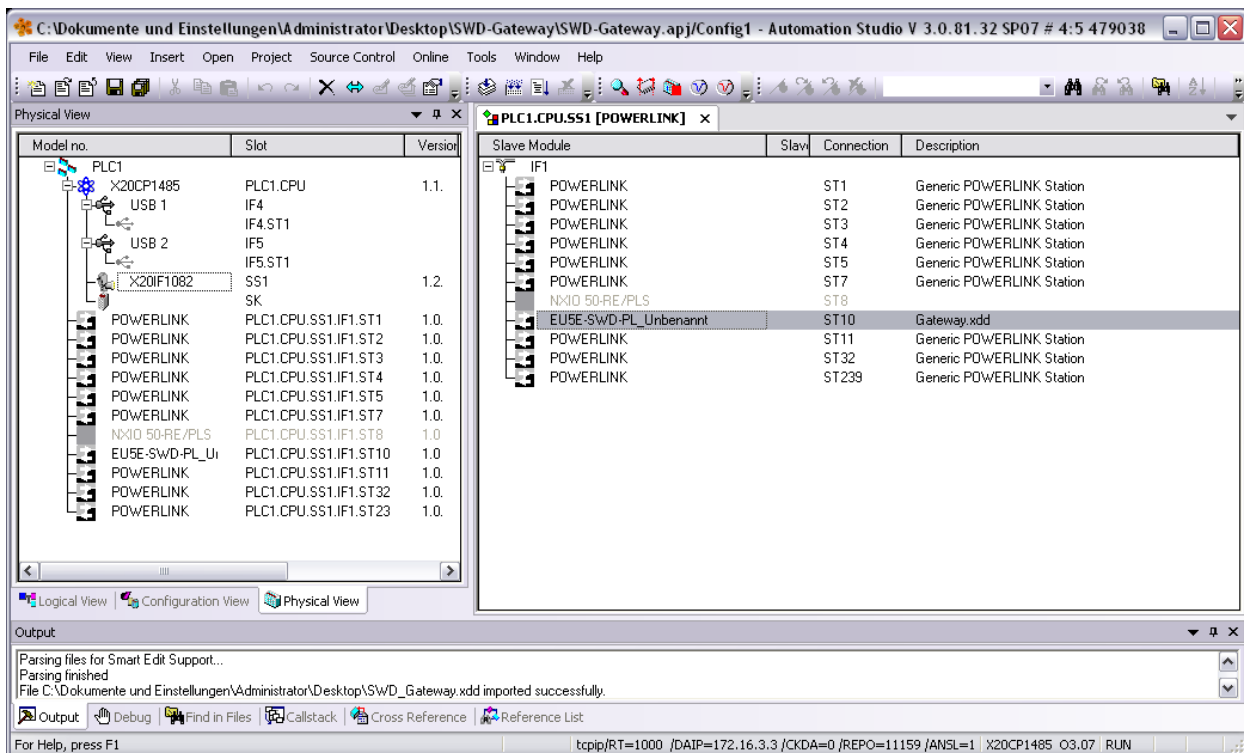 C:\Dokumente und Einstellungen\Administrator\Desktop\SWD-Gateway\SWD-Gateway.apj/Config1 - Automation Studio V 3.0.81.32 SP07 # 4:5 479038
File Edit View Insert Open Project Source Control Online Tools Window Help
Physical View
Model no. Slot Version
PLC1
X20CP1485 PLC1.CPU 1.1.
USB 1 IF4
IF4.ST1
USB 2 IF5
IF5.ST1
X20IF1082 SS1 1.2.
SK
POWERLINK PLC1.CPU.SS1.IF1.ST1 1.0.
POWERLINK PLC1.CPU.SS1.IF1.ST2 1.0.
POWERLINK PLC1.CPU.SS1.IF1.ST3 1.0.
POWERLINK PLC1.CPU.SS1.IF1.ST4 1.0.
POWERLINK PLC1.CPU.SS1.IF1.ST5 1.0.
POWERLINK PLC1.CPU.SS1.IF1.ST7 1.0.
NXIO 50-RE/PLS PLC1.CPU.SS1.IF1.ST8 1.0
EU5E-SWD-PL_U PLC1.CPU.SS1.IF1.ST10 1.0
POWERLINK PLC1.CPU.SS1.IF1.ST11 1.0.
POWERLINK PLC1.CPU.SS1.IF1.ST32 1.0.
POWERLINK PLC1.CPU.SS1.IF1.ST23 1.0.
Logical View Configuration View Physical View
PLC1.CPU.SS1 [POWERLINK] x
Slave Module Slav Connection Description
IF1
POWERLINK ST1 Generic POWERLINK Station
POWERLINK ST2 Generic POWERLINK Station
POWERLINK ST3 Generic POWERLINK Station
POWERLINK ST4 Generic POWERLINK Station
POWERLINK ST5 Generic POWERLINK Station
POWERLINK ST7 Generic POWERLINK Station
NXIO 50-RE/PLS ST8
EU5E-SWD-PL_Unbenannt ST10 Gateway.xdd
POWERLINK ST11 Generic POWERLINK Station
POWERLINK ST32 Generic POWERLINK Station
POWERLINK ST239 Generic POWERLINK Station
Output
Parsing files for Smart Edit Support...
Parsing finished
File C:\Dokumente und Einstellungen\Administrator\Desktop\SWD_Gateway.xdd imported successfully.
Output Debug Find in Files Callstack Cross Reference Reference List
For Help, press F1 tcpip/RT=1000 /DAIP=172.16.3.3 /CKDA=0 /REPO=11159 /ANSL=1 X20CP1485 O3.07 RUN